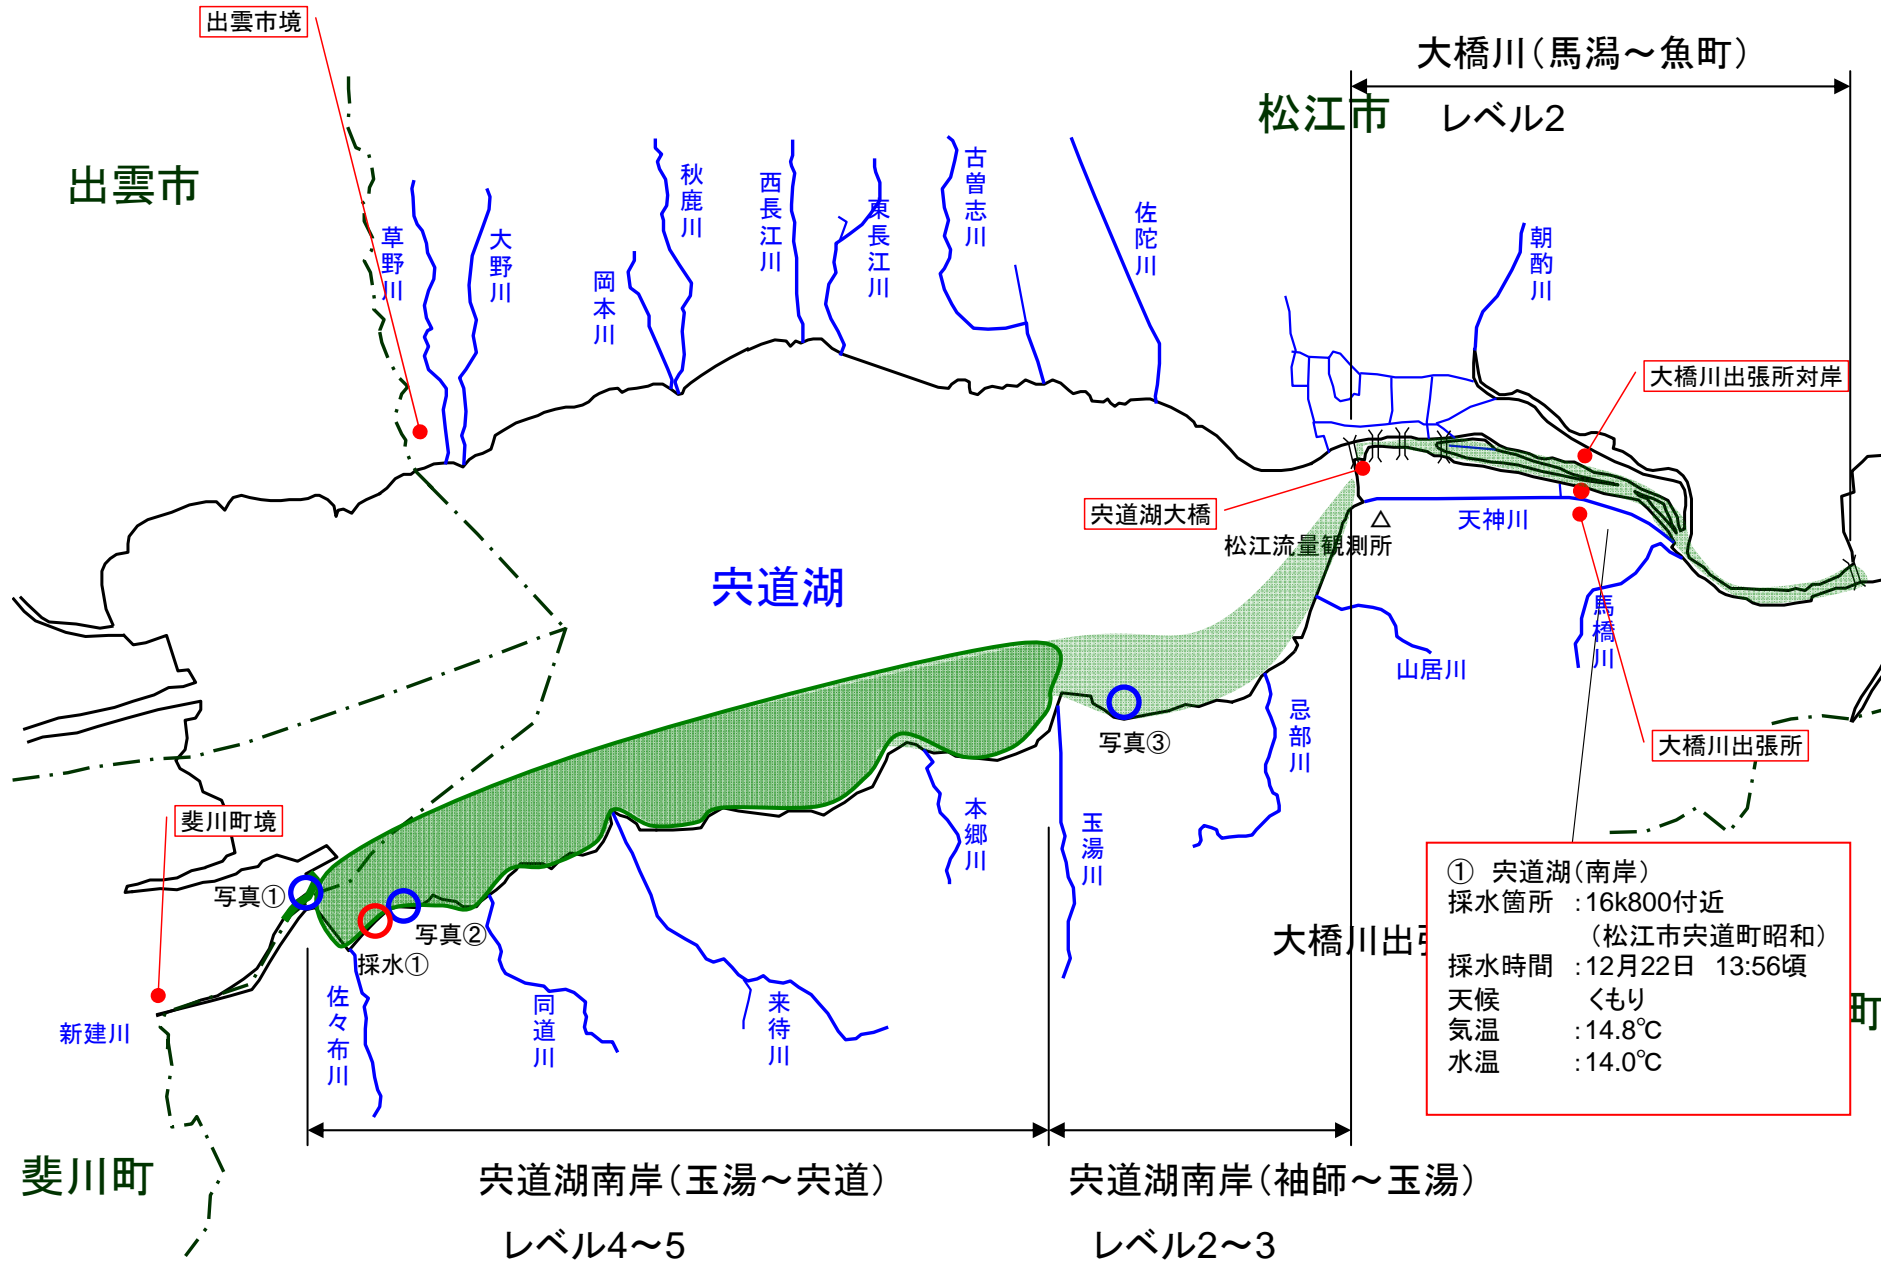 出雲市境
大橋川（馬潟～魚町）
松江市
レベル2
出雲市
草野川
大野川
岡本川
秋鹿川
西長江川
東長江川
古曽志川
佐陀川
朝酌川
大橋川出張所対岸
宍道湖大橋
天神川
松江流量観測所
宍道湖
馬橋川
山居川
忌部川
写真③
大橋川出張所
斐川町境
本郷川
玉湯川
写真①
写真②
採水①
大橋川出張
① 宍道湖（南岸）
採水箇所 ：16k800付近
（松江市宍道町昭和）
採水時間 ：12月22日 13:56頃
天候 くもり
気温 ：14.8℃
水温 ：14.0℃
町
新建川
佐々布川
同道川
来待川
斐川町
宍道湖南岸（玉湯～宍道）
レベル4～5
宍道湖南岸（袖師～玉湯）
レベル2～3